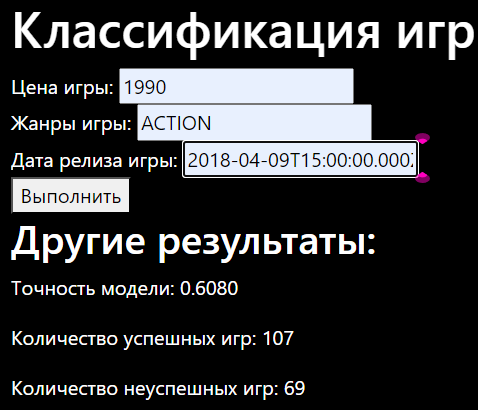 Классификация игр
Цена игры: 1990
Жанры игры: ACTION
Дата релиза игры: 2018-04-09T15:00:00.000
Выполнить
Другие результаты:
Точность модели: 0.6080
Количество успешных игр: 107
Количество неуспешных игр: 69